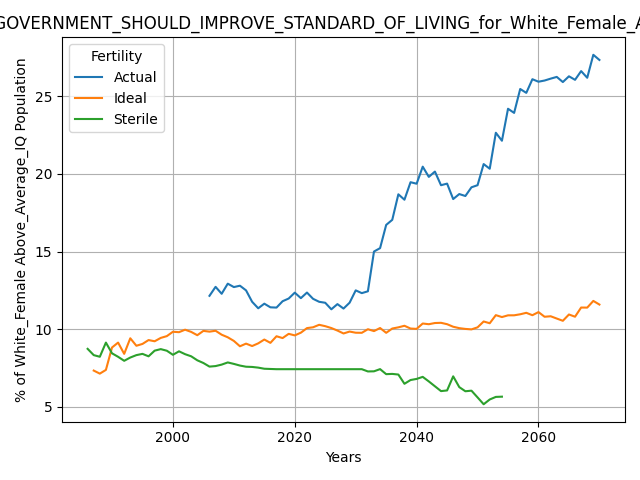 GOVERNMENT_SHOULD_IMPROVE_STANDARD_OF_LIVING_for_White_Female_A
Fertility
Actual
Ideal
Sterile
% of White_Female Above_Average_IQ Population
25
20
15
10
5
2000
2020
2040
2060
Years